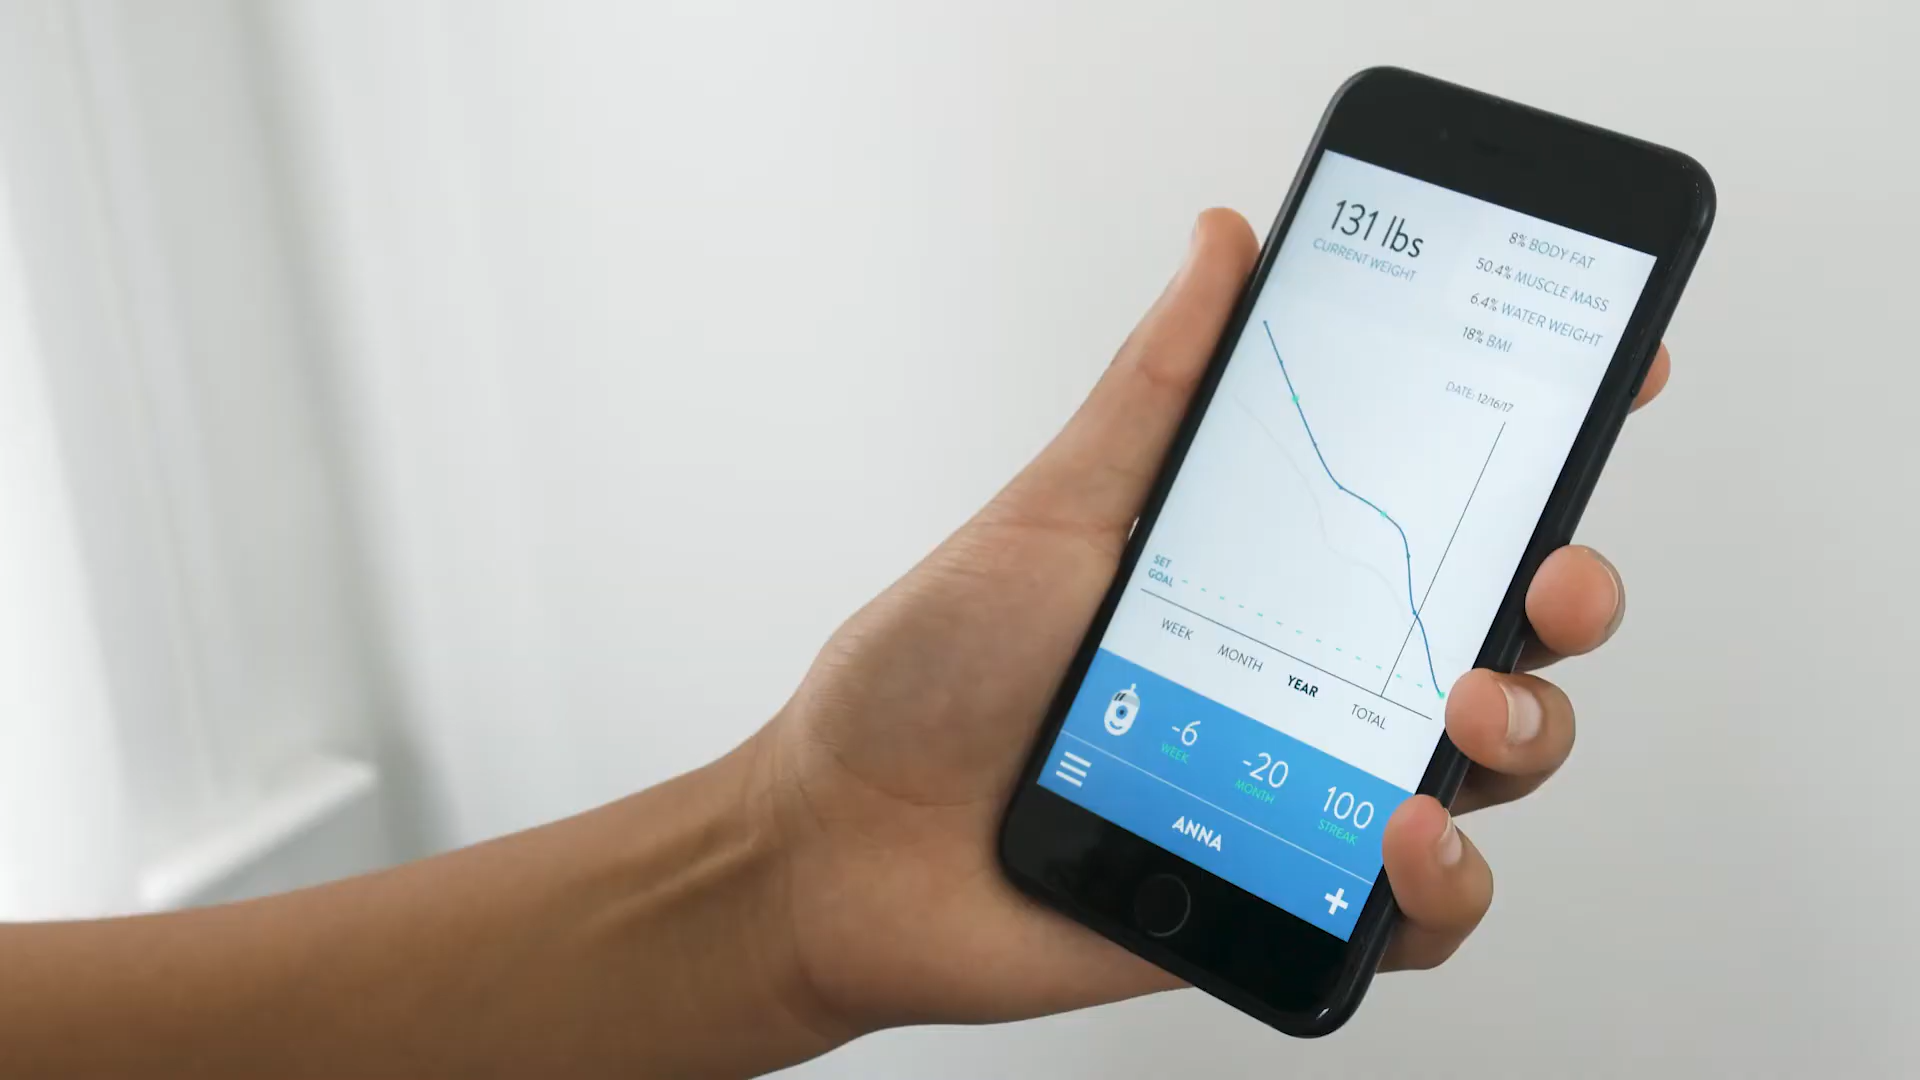 131 lbs
CURRENT WEIGHT
8% BODY FAT
50.4% MUSCLE MASS
6.4% WATER WEIGHT
18% BMI
DATE: 12/16/17
SET
GOAL
WEEK
MONTH
YEAR
TOTAL
-6
WEEK
-20
MONTH
100
STREAK
ANNA